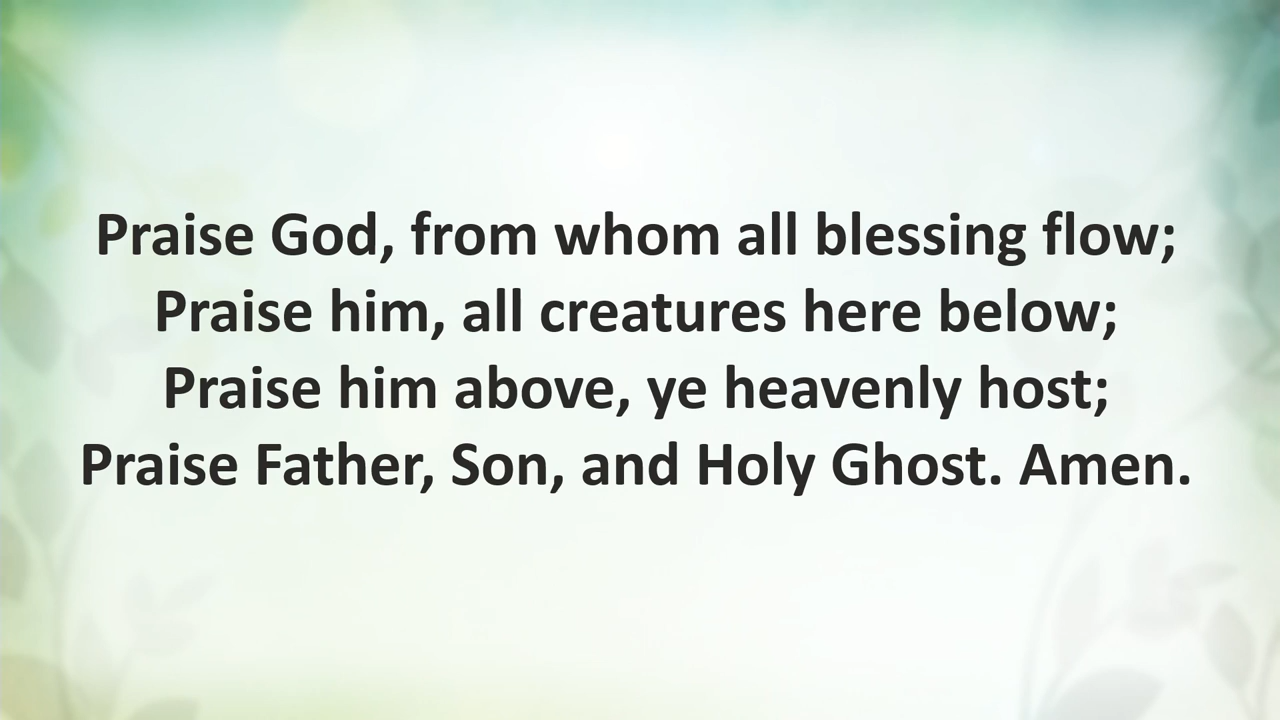 Praise God, from whom all blessing flow;
Praise him, all creatures here below;
Praise him above, ye heavenly host;
Praise Father, Son, and Holy Ghost. Amen.